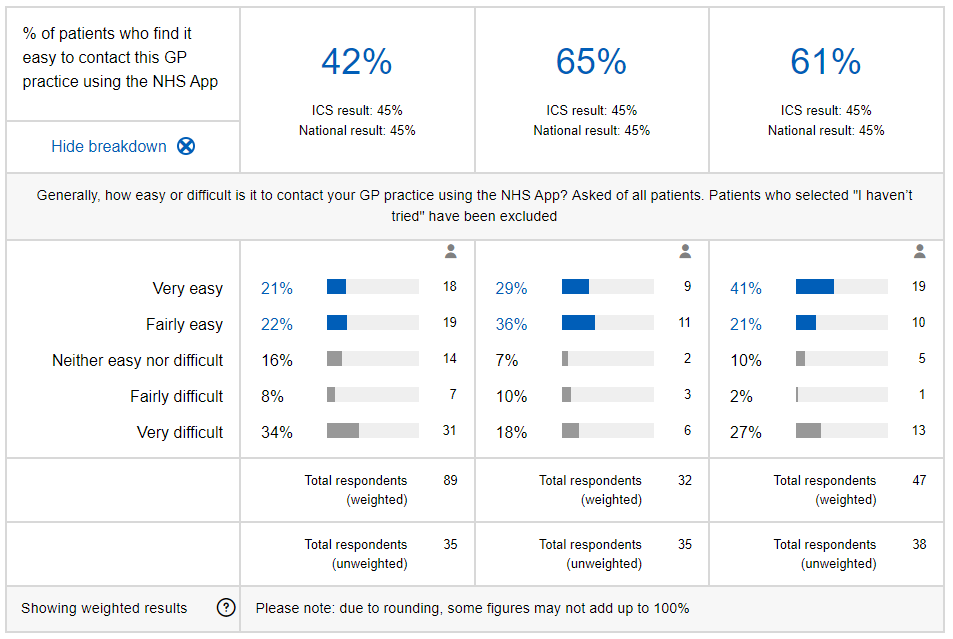 % of patients who find it
easy to contact this GP
practice using the NHS App
Hide breakdown
42%
ICS result: 45%
National result: 45%
65%
ICS result: 45%
National result: 45%
61%
ICS result: 45%
National result: 45%
Generally, how easy or difficult is it to contact your GP practice using the NHS App? Asked of all patients. Patients who selected "I haven't
tried" have been excluded
Very easy 21% 18 29% 9 41% 19
Fairly easy 22% 19 36% 11 21% 10
Neither easy nor difficult 16% 14 7% 2 10% 5
Fairly difficult 8% 7 10% 3 2% 1
Very difficult 34% 31 18% 6 27% 13
Total respondents 89 Total respondents 32 Total respondents 47
(weighted) (weighted) (weighted)
Total respondents 35 Total respondents 35 Total respondents 38
(unweighted) (unweighted) (unweighted)
Showing weighted results ? Please note: due to rounding, some figures may not add up to 100%